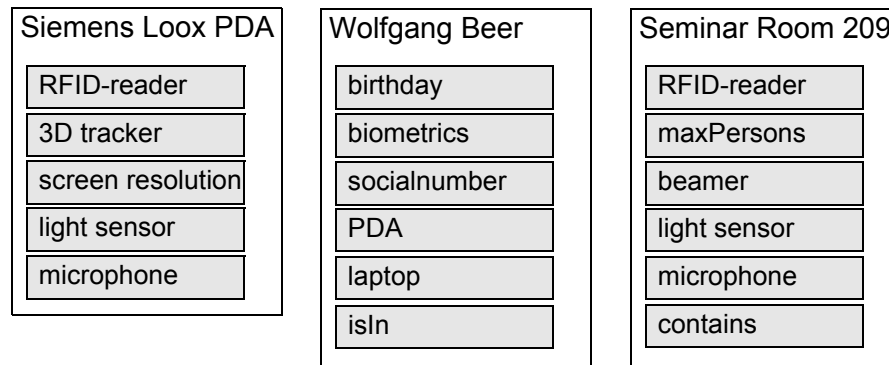 Siemens Loox PDA
RFID-reader
3D tracker
screen resolution
light sensor
microphone
Wolfgang Beer
birthday
biometrics
socialnumber
PDA
laptop
isIn
Seminar Room 209
RFID-reader
maxPersons
beamer
light sensor
microphone
contains